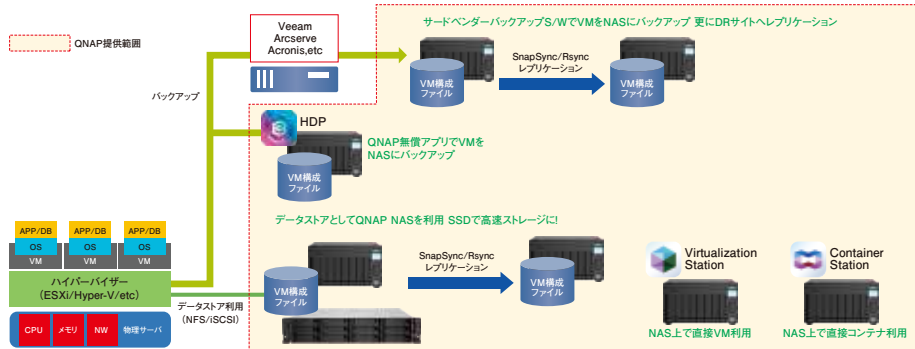 QNAP提供範囲
Veeam
Arcserve
Acronis,etc
サードベンダーバックアップS/WでVMをNASにバックアップ 更にDRサイトへレプリケーション
VM構成
ファイル
SnapSync/Rsync
レプリケーション
VM構成
ファイル
バックアップ
HDP
QNAP無償アプリでVMを
NASにバックアップ
VM構成
ファイル
データストアとしてQNAP NASを利用 SSDで高速ストレージに!
APP/DB
APP/DB
APP/DB
OS
OS
OS
VM
VM
VM
ハイパーバイザー
(ESXi/Hyper-V/etc)
データストア利用
(NFS/iSCSI)
CPU
メモリ
NW
物理サーバ
VM構成
ファイル
SnapSync/Rsync
レプリケーション
VM構成
ファイル
Virtualization
Station
NAS上で直接VM利用
Container
Station
NAS上で直接コンテナ利用